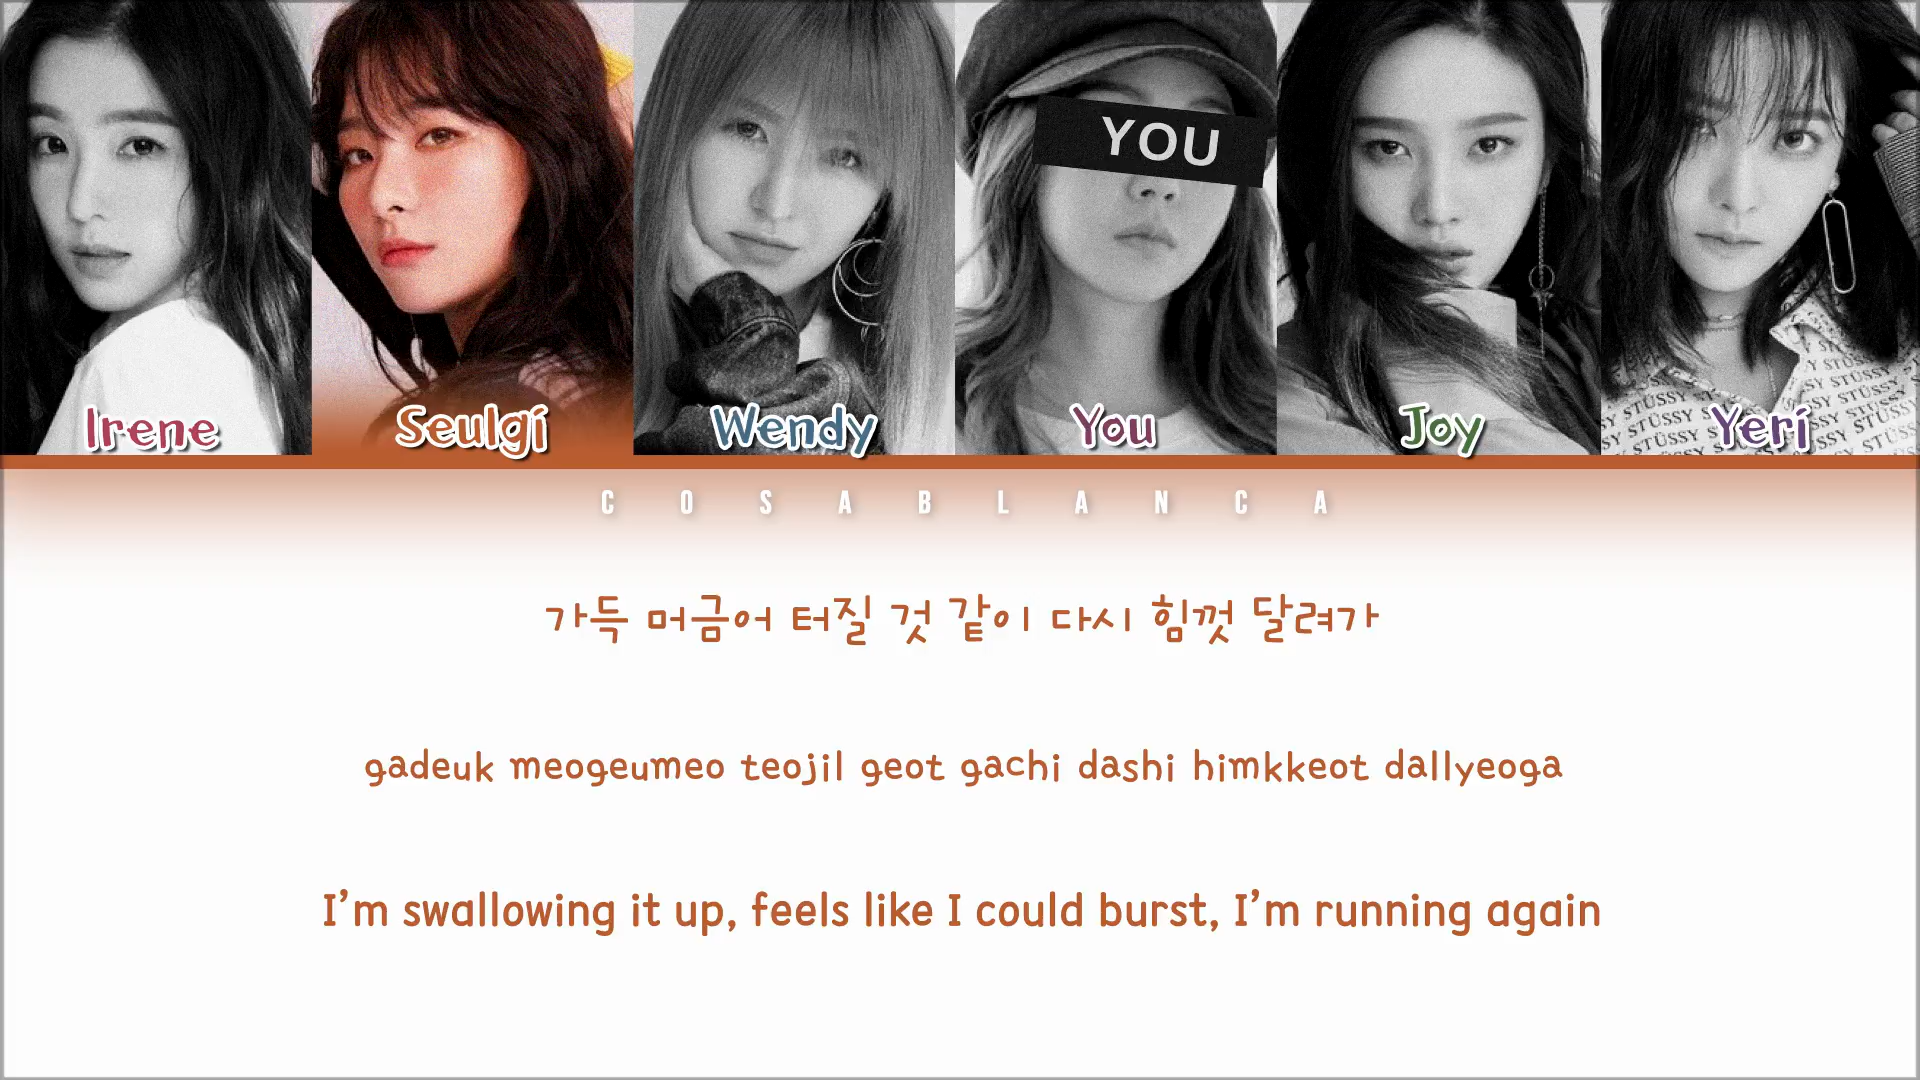 YOU
Irene Seulgi Wendy You Joy Yeri
COSABLANCA
가득 머금어 터질 것 같이 다시 힘껏 달려가
gadeuk meogeumeo teojil geot gachi dashi himkkeot dallyeoga
I'm swallowing it up, feels like I could burst, I'm running again